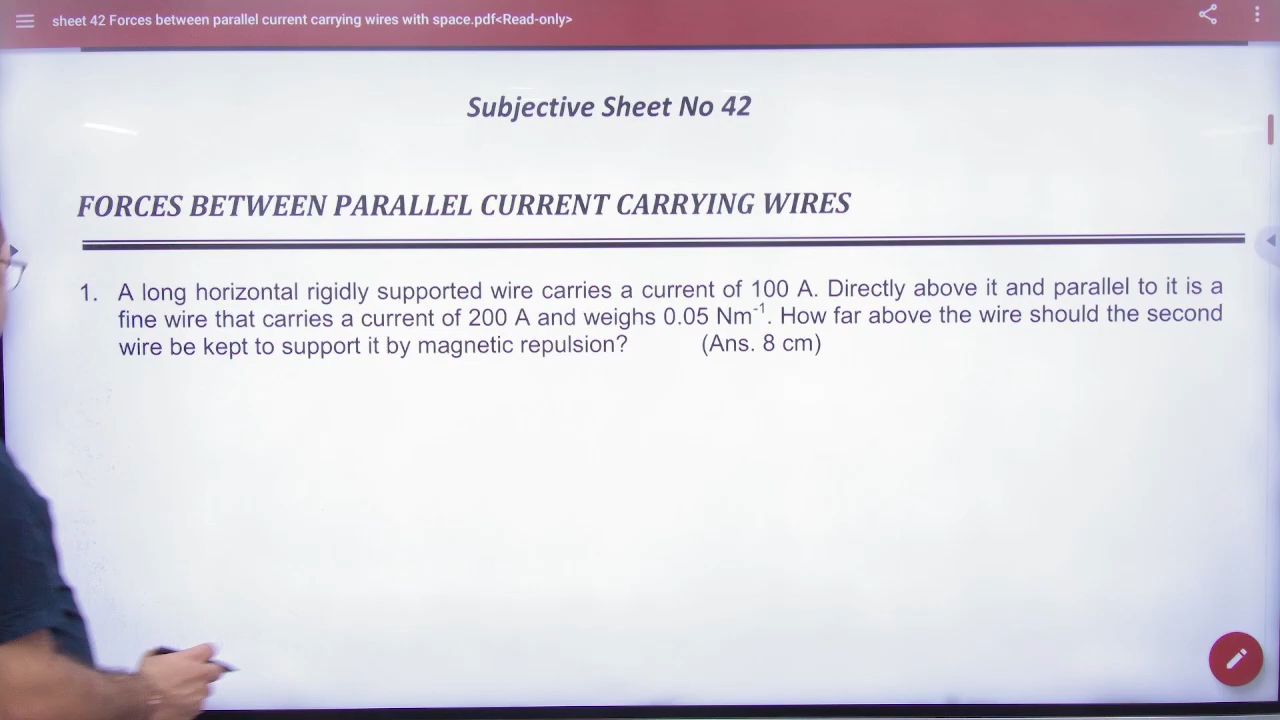 sheet 42 Forces between parallel current carrying wires with space.pdf<Read-only>
Subjective Sheet No 42
FORCES BETWEEN PARALLEL CURRENT CARRYING WIRES
1. A long horizontal rigidly supported wire carries a current of 100 A. Directly above it and parallel to it is a
fine wire that carries a current of 200 A and weighs 0.05 Nm⁻¹. How far above the wire should the second
wire be kept to support it by magnetic repulsion? (Ans. 8 cm)